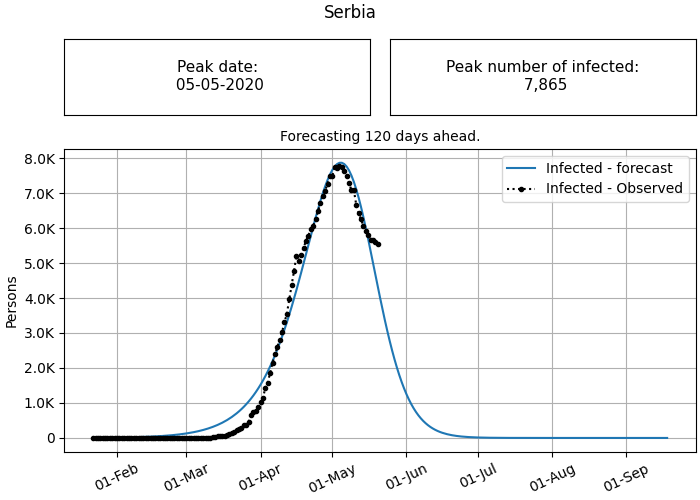 Serbia
Peak date:
05-05-2020
Peak number of infected:
7,865
Forecasting 120 days ahead.
8.0K
7.0K
6.0K
5.0K
4.0K
3.0K
2.0K
1.0K
0
Persons
Infected - forecast
Infected - Observed
01-Feb
01-Mar
01-Apr
01-May
01-Jun
01-Jul
01-Aug
01-Sep